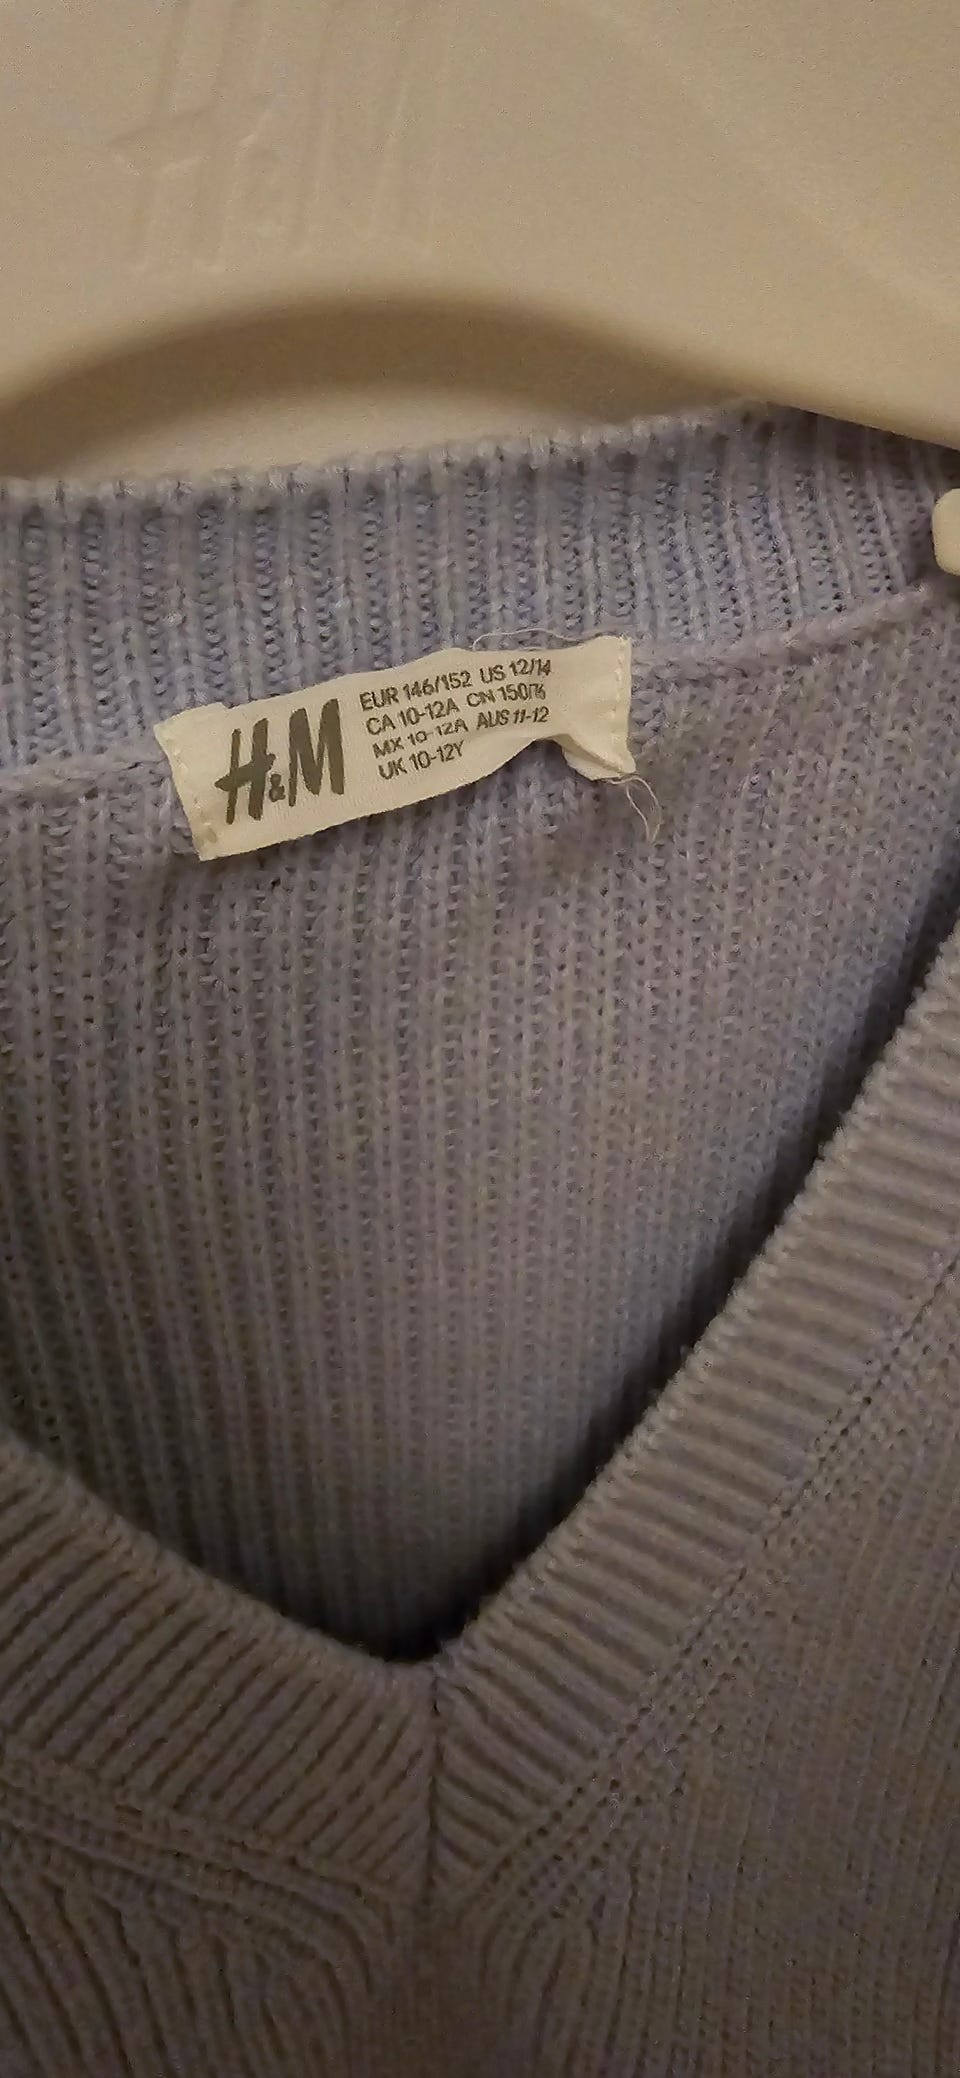 H&M
EUR 146/152 US 12/14
CA 10-12A CN 150/76
MX 10-12A AUS 11-12
UK 10-12Y